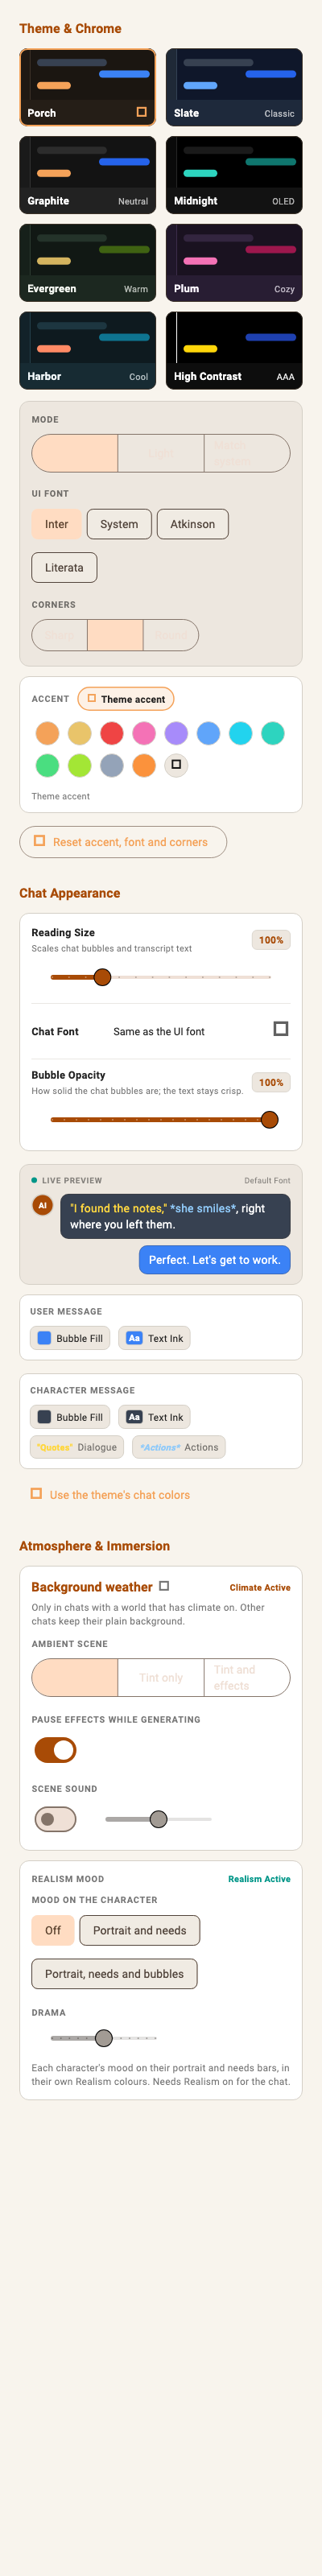 Theme & Chrome
Porch
Slate Classic
Graphite Neutral
Midnight OLED
Evergreen Warm
Plum Cozy
Harbor Cool
High Contrast AAA
MODE
Light
UI FONT
Inter System Atkinson
Literata
CORNERS
ACCENT Theme accent
Theme accent
Reset accent, font and corners
Chat Appearance
Reading Size
Scales chat bubbles and transcript text
100%
Chat Font Same as the UI font
Bubble Opacity
How solid the chat bubbles are; the text stays crisp.
100%
LIVE PREVIEW Default Font
AI
"I found the notes," *she smiles*, right
where you left them.
Perfect. Let's get to work.
USER MESSAGE
Bubble Fill Aa Text Ink
CHARACTER MESSAGE
Bubble Fill Aa Text Ink
"Quotes" Dialogue *Actions* Actions
Use the theme's chat colors
Atmosphere & Immersion
Background weather Climate Active
Only in chats with a world that has climate on. Other
chats keep their plain background.
AMBIENT SCENE
Tint only
Tint and
effects
PAUSE EFFECTS WHILE GENERATING
SCENE SOUND
REALISM MOOD Realism Active
MOOD ON THE CHARACTER
Off Portrait and needs
Portrait, needs and bubbles
DRAMA
Each character's mood on their portrait and needs bars, in
their own Realism colours. Needs Realism on for the chat.